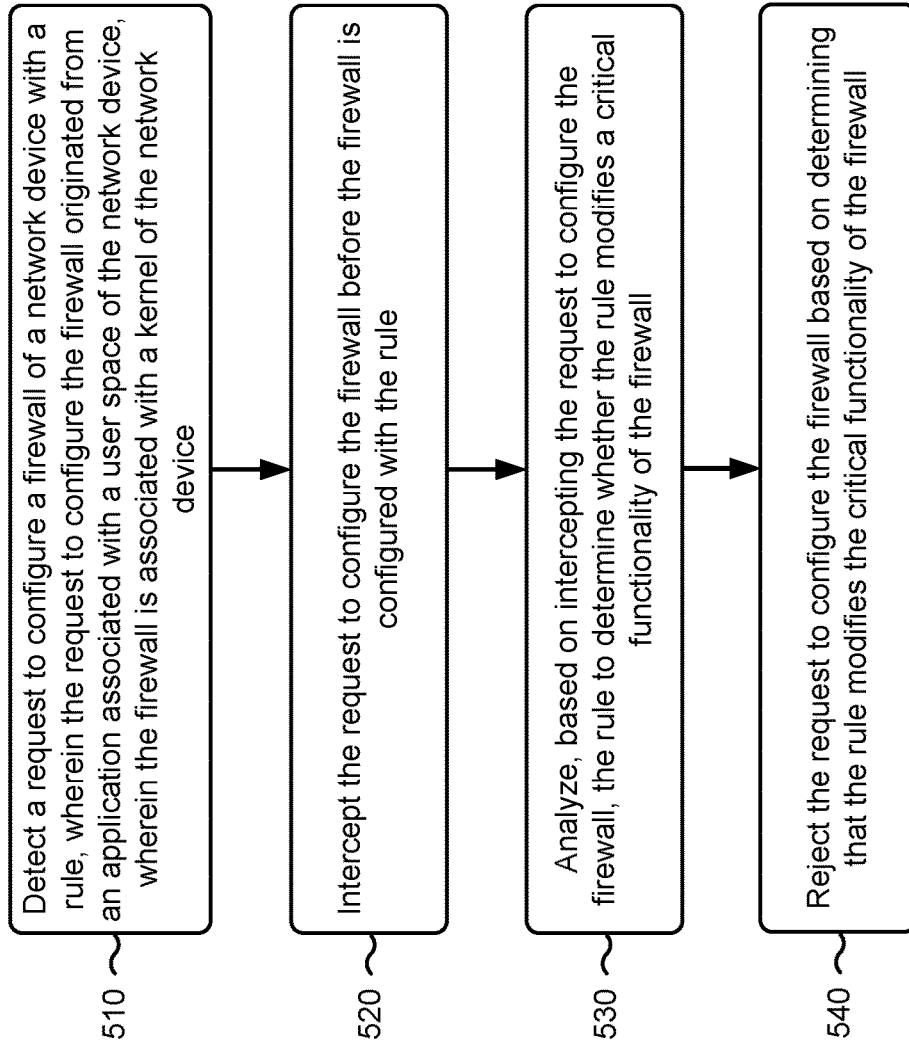 510
Detect a request to configure a firewall of a network device with a
rule, wherein the request to configure the firewall originated from
an application associated with a user space of the network device,
wherein the firewall is associated with a kernel of the network
device
520
Intercept the request to configure the firewall before the firewall is
configured with the rule
530
Analyze, based on intercepting the request to configure the
firewall, the rule to determine whether the rule modifies a critical
functionality of the firewall
540
Reject the request to configure the firewall based on determining
that the rule modifies the critical functionality of the firewall